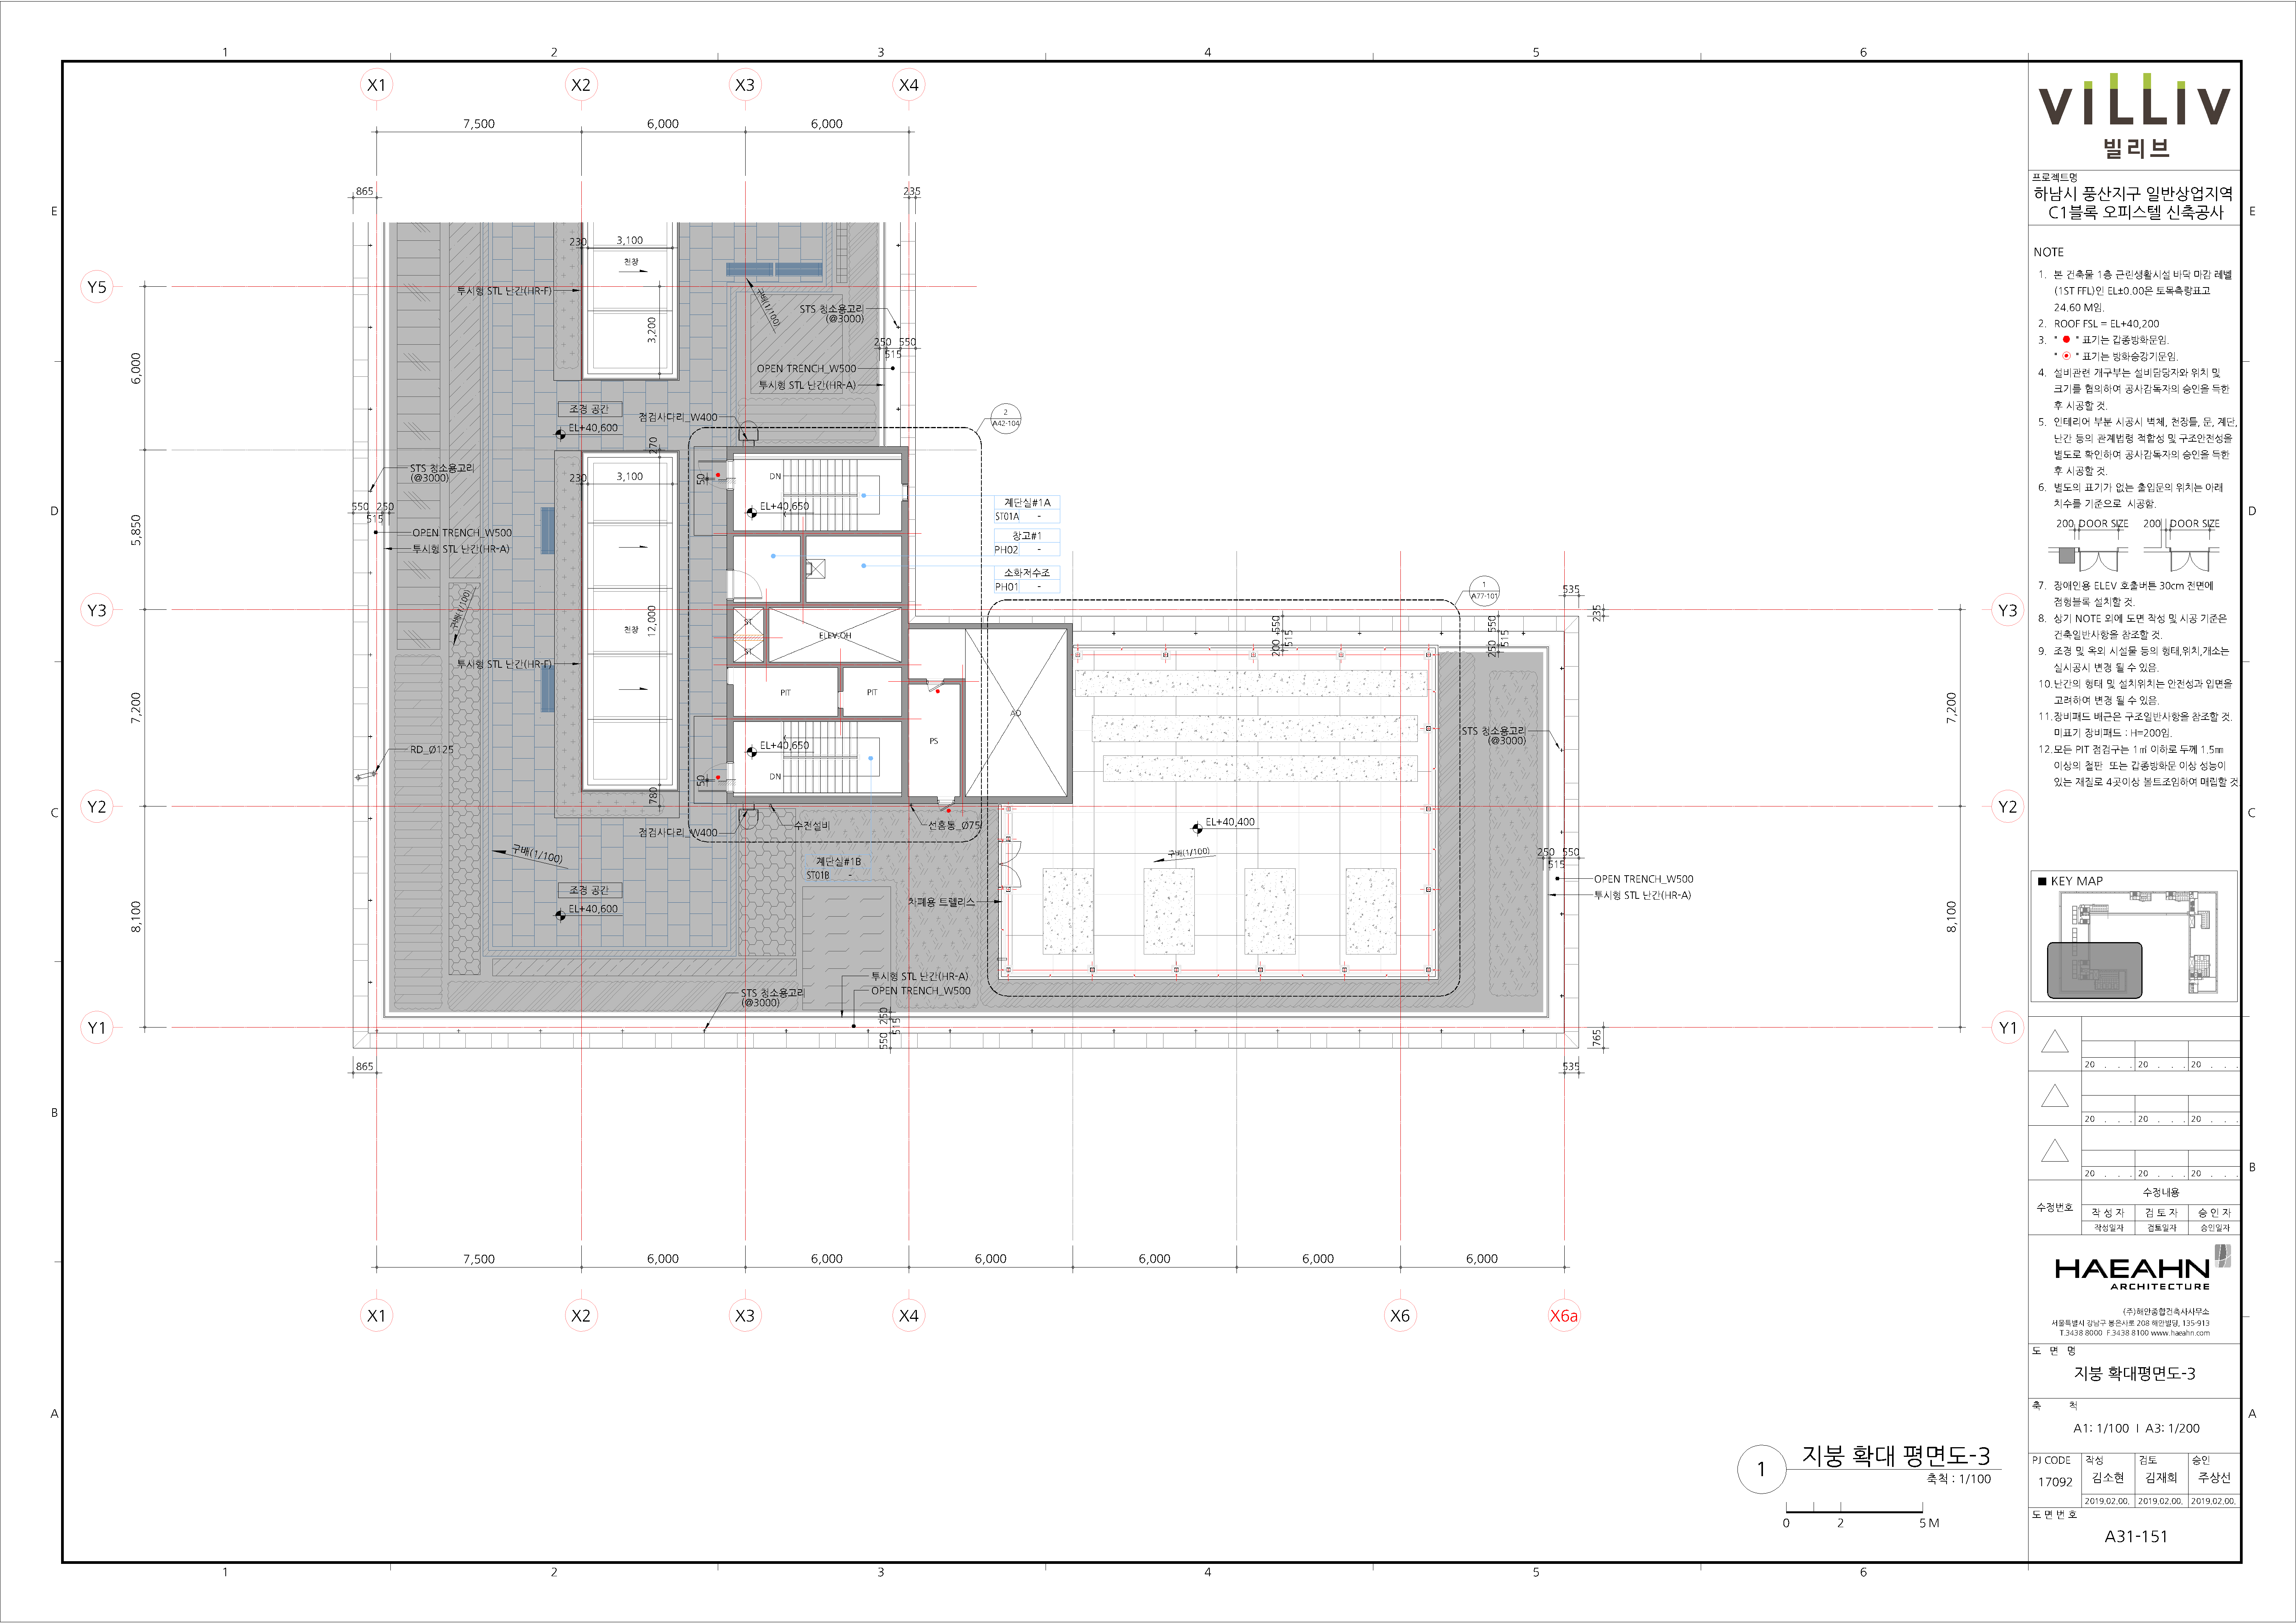 1 2 3 4 5 6
X1 X2 X3 X4
7,500 6,000 6,000
865 235
E
D
C
B
A
Y5
Y3
Y2
Y1
6,000
5,850
7,200
8,100
230 3,100
천창
3,200
구배(1/100)
투시형 STL 난간(HR-F)
STS 청소용고리
(@3000)
250 550
515
OPEN TRENCH_W500
투시형 STL 난간(HR-A)
조경 공간
EL+40,600
점검사다리_W400
270
2
A42-104
STS 청소용고리
(@3000)
550 250
515
OPEN TRENCH_W500
투시형 STL 난간(HR-A)
230 3,100
50
DN
EL+40,650
계단실#1A
ST01A -
창고#1
PH02 -
소화저수조
PH01 -
구배(1/100)
천창
12,000
투시형 STL 난간(HR-F)
ST
ST
ELEV.OH
PIT PIT
PS
AD
EL+40,650
DN
50
780
RD_Ø125
1
A77-101
535
235
200 550
515
250 550
515
STS 청소용고리
(@3000)
Y3
7,200
Y2
8,100
Y1
점검사다리_W400
수전설비
선홈통_Ø75
계단실#1B
ST01B -
구배(1/100)
조경 공간
EL+40,600
EL+40,400
구배(1/100)
차폐용 트렐리스
250 550
515
OPEN TRENCH_W500
투시형 STL 난간(HR-A)
투시형 STL 난간(HR-A)
OPEN TRENCH_W500
STS 청소용고리
(@3000)
550 250
515
765
865 535
7,500 6,000 6,000 6,000 6,000 6,000 6,000
X1 X2 X3 X4 X6 X6a
1
지붕 확대 평면도-3
축척 : 1/100
0 2 5 M
1 2 3 4 5 6
E
D
C
B
A
VILLIV
빌리브
프로젝트명
하남시 풍산지구 일반상업지역
C1블록 오피스텔 신축공사
NOTE
1. 본 건축물 1층 근린생활시설 바닥 마감 레벨
(1ST FFL)인 EL±0.00은 토목측량표고
24.60 M임.
2. ROOF FSL = EL+40,200
3. " " 표기는 갑종방화문임.
" " 표기는 방화승강기문임.
4. 설비관련 개구부는 설비담당자와 위치 및
크기를 협의하여 공사감독자의 승인을 득한
후 시공할 것.
5. 인테리어 부분 시공시 벽체, 천장틀, 문, 계단,
난간 등의 관계법령 적합성 및 구조안전성을
별도로 확인하여 공사감독자의 승인을 득한
후 시공할 것.
6. 별도의 표기가 없는 출입문의 위치는 아래
치수를 기준으로 시공함.
200 DOOR SIZE 200 DOOR SIZE
7. 장애인용 ELEV 호출버튼 30cm 전면에
점형블록 설치할 것.
8. 상기 NOTE 외에 도면 작성 및 시공 기준은
건축일반사항을 참조할 것.
9. 조경 및 옥외 시설물 등의 형태,위치,개소는
실시공시 변경 될 수 있음.
10.난간의 형태 및 설치위치는 안전성과 입면을
고려하여 변경 될 수 있음.
11.장비패드 배근은 구조일반사항을 참조할 것.
미표기 장비패드 : H=200임.
12.모든 PIT 점검구는 1㎡ 이하로 두께 1.5㎜
이상의 철판 또는 갑종방화문 이상 성능이
있는 재질로 4곳이상 볼트조임하여 매립할 것
■ KEY MAP
20 . . . 20 . . . 20 . . .
20 . . . 20 . . . 20 . . .
20 . . . 20 . . . 20 . . .
수정번호
수정내용
작 성 자 검 토 자 승 인 자
작성일자 검토일자 승인일자
HAEAHN
ARCHITECTURE
(주)해안종합건축사사무소
서울특별시 강남구 봉은사로 208 해안빌딩, 135-913
T.3438 8000 F.3438 8100 www.haeahn.com
도 면 명
지붕 확대평면도-3
축 척
A1: 1/100 I A3: 1/200
PJ CODE 작성 검토 승인
17092 김소현 김재희 주상선
2019.02.00. 2019.02.00. 2019.02.00.
도 면 번 호
A31-151